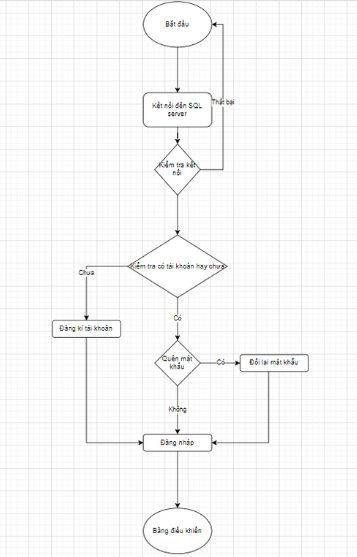 Bắt đầu
Thất bại
Kết nối đến SQL
server
Kiểm tra kết
nối
Kiểm tra có tài khoản hay chưa
Chưa
Đăng kí tài khoản
Có
Quên mật
khẩu
Có
Đổi lại mật khẩu
Không
Đăng nhập
Bảng điều khiển